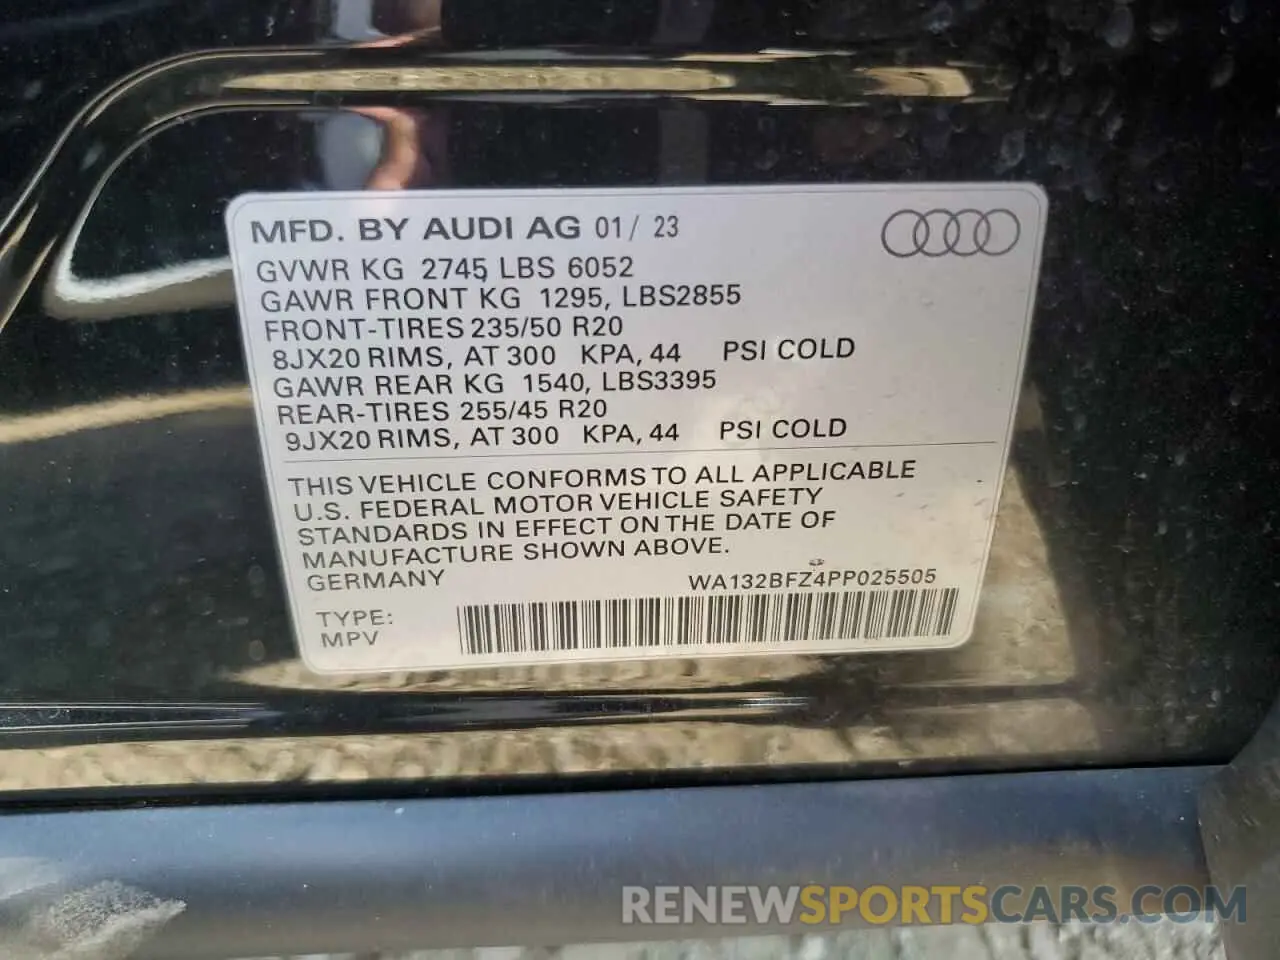 MFD. BY AUDI AG 01/ 23
GVWR KG 2745 LBS 6052
GAWR FRONT KG 1295, LBS2855
FRONT-TIRES 235/50 R20
8JX20 RIMS, AT 300 KPA, 44 PSI COLD
GAWR REAR KG 1540, LBS3395
REAR-TIRES 255/45 R20
9JX20 RIMS, AT 300 KPA, 44 PSI COLD
THIS VEHICLE CONFORMS TO ALL APPLICABLE
U.S. FEDERAL MOTOR VEHICLE SAFETY
STANDARDS IN EFFECT ON THE DATE OF
MANUFACTURE SHOWN ABOVE.
GERMANY WA132BFZ4PP025505
TYPE:
MPV
RENEWSPORTSCARS.COM